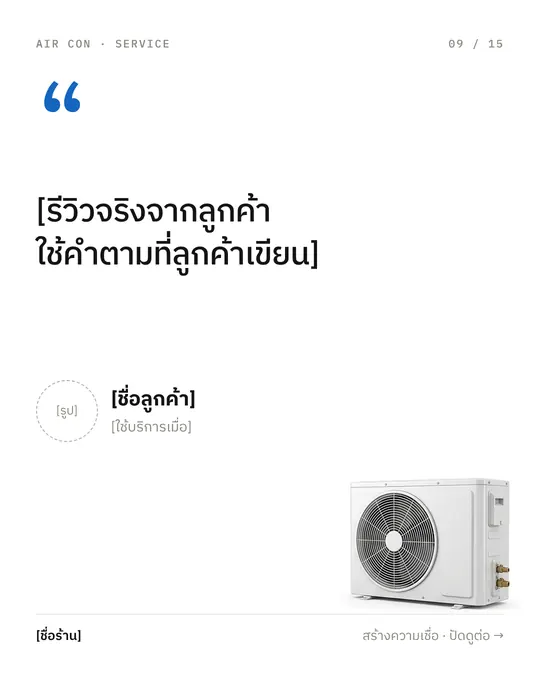 AIR CON · SERVICE
09 / 15
“
[รีวิวจริงจากลูกค้า
ใช้คำตามที่ลูกค้าเขียน]
[รูป]
[ชื่อลูกค้า]
[ใช้บริการเมื่อ]
[ชื่อร้าน]
สร้างความเชื่อ · ปัดดูต่อ →